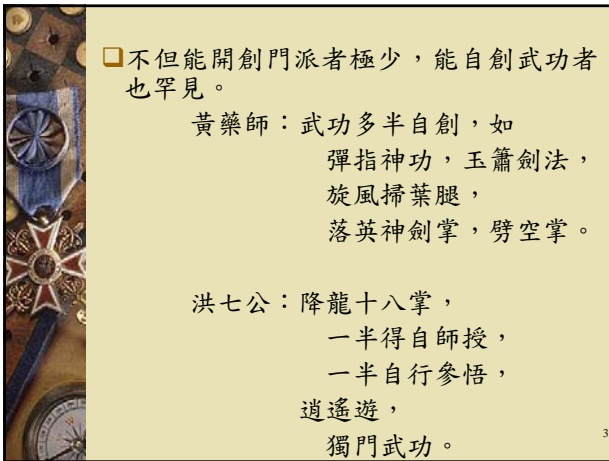 ❑不但能開創門派者極少，能自創武功者
也罕見。
黃藥師：武功多半自創，如
彈指神功，玉簫劍法，
旋風掃葉腿，
落英神劍掌，劈空掌。
洪七公：降龍十八掌，
一半得自師授，
一半自行參悟，
逍遙遊，
獨門武功。
3